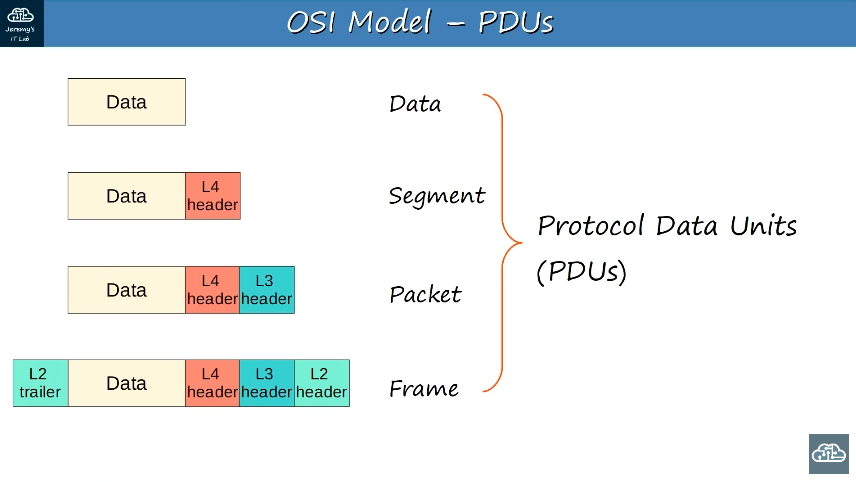 Jeremy's
IT Lab
OSI Model – PDUs
Data
Data
Data
L4
header
Segment
Data
L4
header
L3
header
Packet
L2
trailer
Data
L4
header
L3
header
L2
header
Frame
Protocol Data Units
(PDUs)